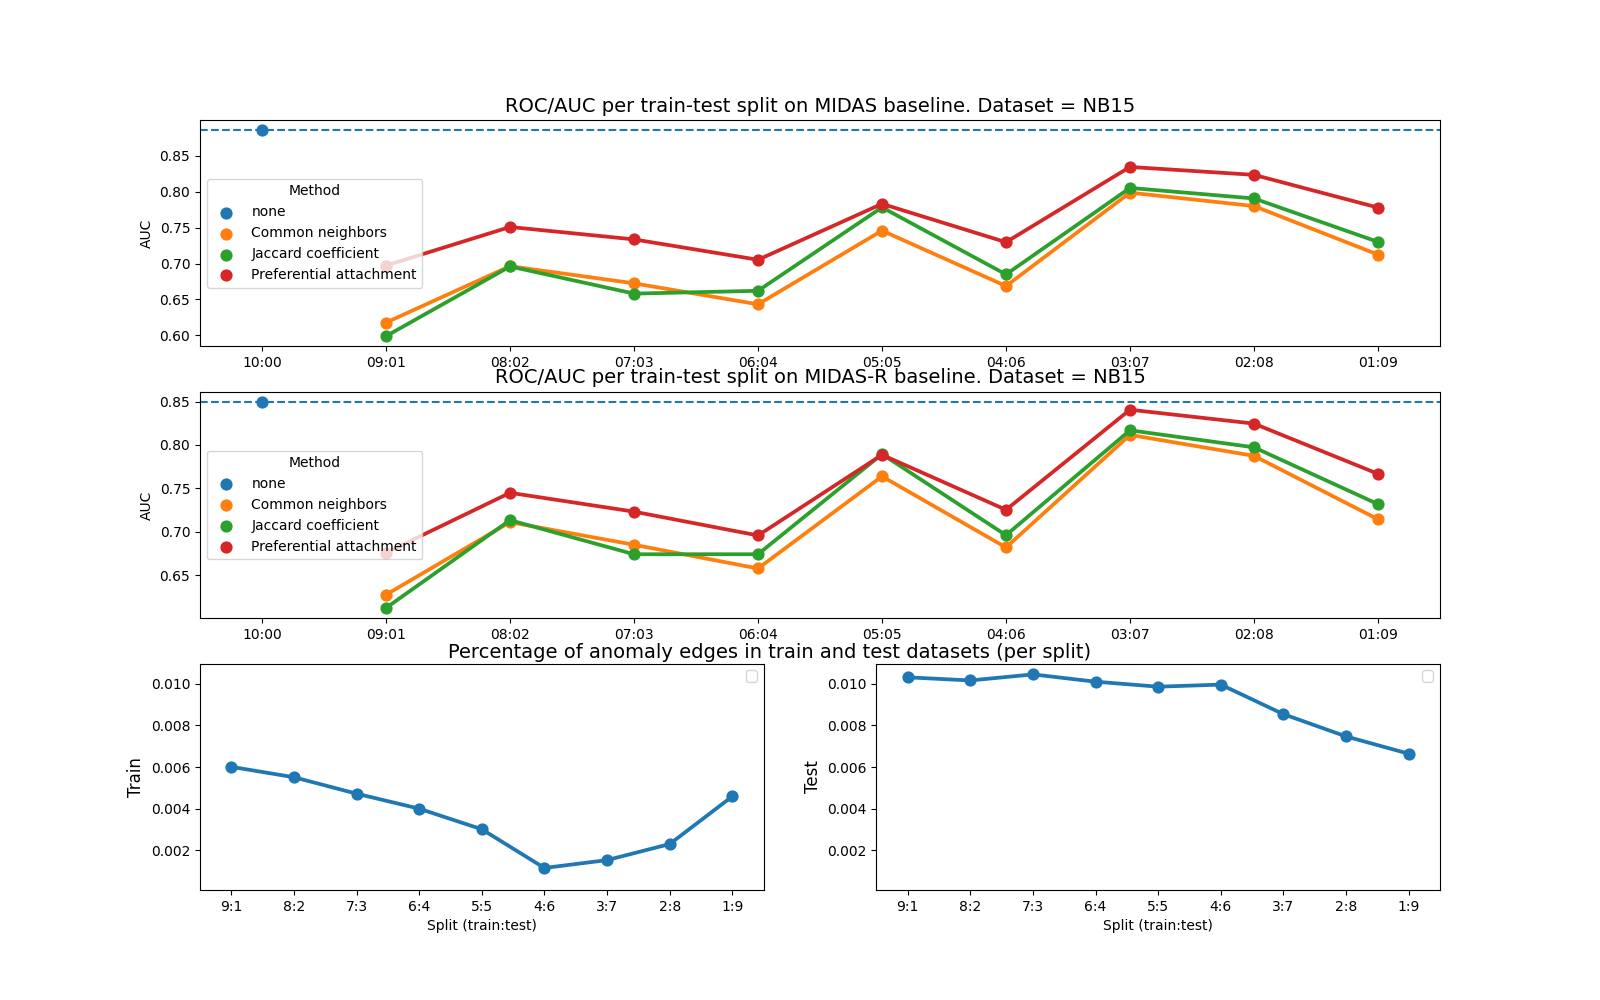 ROC/AUC per train-test split on MIDAS baseline. Dataset = NB15
AUC
0.85
0.80
0.75
0.70
0.65
0.60
Method
none
Common neighbors
Jaccard coefficient
Preferential attachment
10:00 09:01 08:02 07:03 06:04 05:05 04:06 03:07 02:08 01:09
ROC/AUC per train-test split on MIDAS-R baseline. Dataset = NB15
AUC
0.85
0.80
0.75
0.70
0.65
Method
none
Common neighbors
Jaccard coefficient
Preferential attachment
10:00 09:01 08:02 07:03 06:04 05:05 04:06 03:07 02:08 01:09
Percentage of anomaly edges in train and test datasets (per split)
Train
0.010
0.008
0.006
0.004
0.002
9:1 8:2 7:3 6:4 5:5 4:6 3:7 2:8 1:9
Split (train:test)
Test
0.010
0.008
0.006
0.004
0.002
9:1 8:2 7:3 6:4 5:5 4:6 3:7 2:8 1:9
Split (train:test)